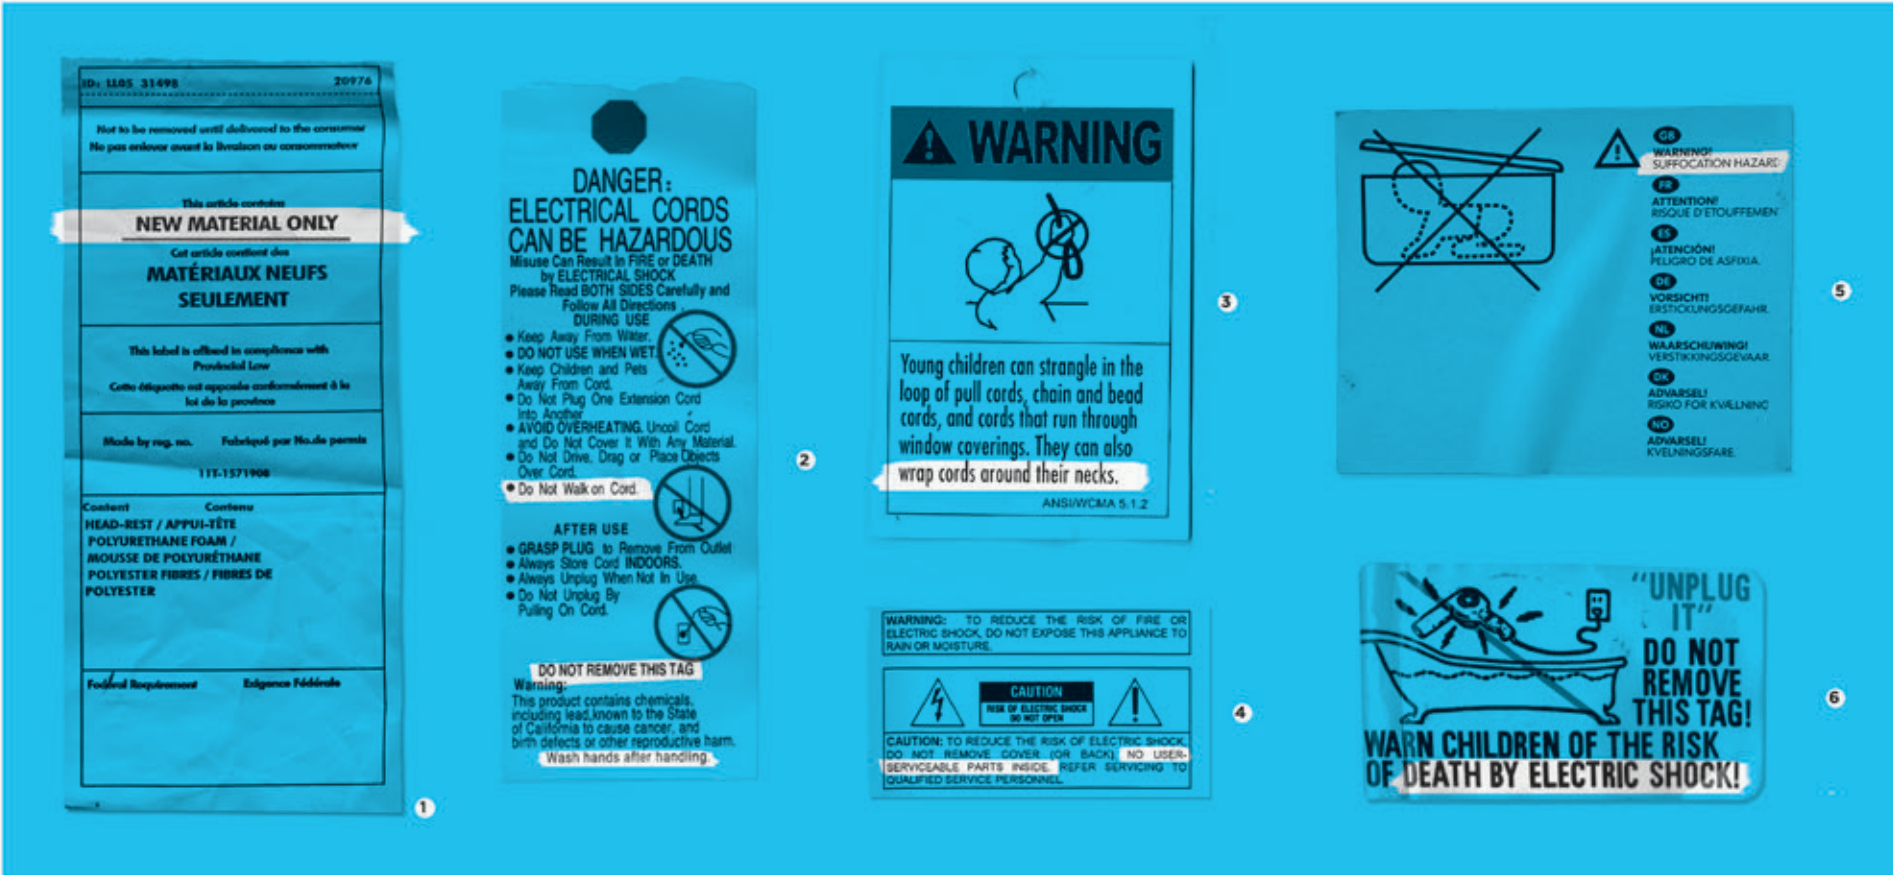 ID: LL05 31498 20976
Not to be removed until delivered to the consumer
Ne pas enlever avant la livraison au consommateur
This article contains
NEW MATERIAL ONLY
Cet article contient des
MATÉRIAUX NEUFS
SEULEMENT
This label is affixed in compliance with
Provincial Law
Cette étiquette est apposée conformément à la
loi de la province
Made by reg. no. Fabriqué par No.de permis
11T-1571908
Content Contenu
HEAD-REST / APPUI-TÊTE
POLYURETHANE FOAM /
MOUSSE DE POLYURÉTHANE
POLYESTER FIBRES / FIBRES DE
POLYESTER
Federal Requirement Exigence Fédérale
1
DANGER:
ELECTRICAL CORDS
CAN BE HAZARDOUS
Misuse Can Result In FIRE or DEATH
by ELECTRICAL SHOCK
Please Read BOTH SIDES Carefully and
Follow All Directions
DURING USE
• Keep Away From Water.
• DO NOT USE WHEN WET.
• Keep Children and Pets
Away From Cord.
• Do Not Plug One Extension Cord
Into Another
• AVOID OVERHEATING. Uncoil Cord
and Do Not Cover It With Any Material.
• Do Not Drive, Drag or Place Objects
Over Cord.
• Do Not Walk on Cord.
AFTER USE
• GRASP PLUG to Remove From Outlet
• Always Store Cord INDOORS.
• Always Unplug When Not In Use.
• Do Not Unplug By
Pulling On Cord.
DO NOT REMOVE THIS TAG
Warning:
This product contains chemicals,
including lead,known to the State
of California to cause cancer, and
birth defects or other reproductive harm.
Wash hands after handling.
2
WARNING
Young children can strangle in the
loop of pull cords, chain and bead
cords, and cords that run through
window coverings. They can also
wrap cords around their necks.
ANSI/WCMA 5.1.2
3
WARNING: TO REDUCE THE RISK OF FIRE OR
ELECTRIC SHOCK, DO NOT EXPOSE THIS APPLIANCE TO
RAIN OR MOISTURE.
CAUTION
RISK OF ELECTRIC SHOCK
DO NOT OPEN
CAUTION: TO REDUCE THE RISK OF ELECTRIC SHOCK,
DO NOT REMOVE COVER (OR BACK) NO USER-
SERVICEABLE PARTS INSIDE. REFER SERVICING TO
QUALIFIED SERVICE PERSONNEL
4
GB
WARNING!
SUFFOCATION HAZARD
FR
ATTENTION!
RISQUE D'ETOUFFEMEN
ES
¡ATENCIÓN!
PELIGRO DE ASFIXIA.
DE
VORSICHT!
ERSTICKUNGSGEFAHR.
NL
WAARSCHUWING!
VERSTIKKINGSGEVAAR
DK
ADVARSEL!
RISIKO FOR KVÆLNING
NO
ADVARSEL!
KVELNINGSFARE.
5
"UNPLUG
IT"
DO NOT
REMOVE
THIS TAG!
WARN CHILDREN OF THE RISK
OF DEATH BY ELECTRIC SHOCK!
6